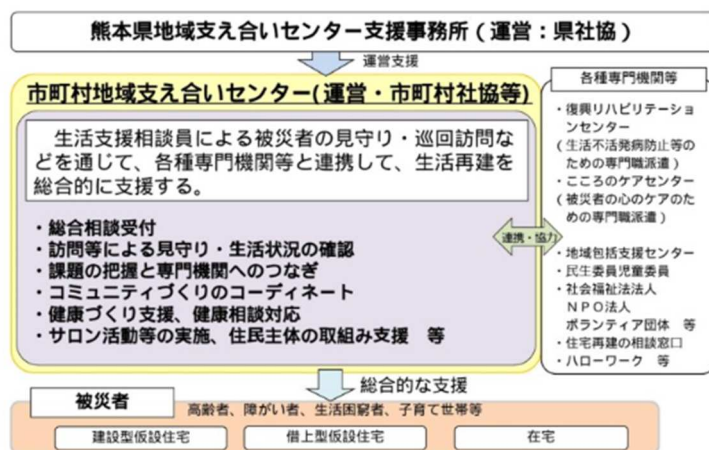 熊本県地域支え合いセンター支援事務所（運営：県社協）
運営支援
市町村地域支え合いセンター(運営・市町村社協等)
生活支援相談員による被災者の見守り・巡回訪問な
どを通じて、各種専門機関等と連携して、生活再建を
総合的に支援する。
・総合相談受付
・訪問等による見守り・生活状況の確認
・課題の把握と専門機関へのつなぎ
・コミュニティづくりのコーディネート
・健康づくり支援、健康相談対応
・サロン活動等の実施、住民主体の取組み支援　等
連携・協力
各種専門機関等
・復興リハビリテーショ
ンセンター
(生活不活発病防止等の
ための専門職派遣)
・こころのケアセンター
(被災者の心のケアのた
めの専門職派遣)
・地域包括支援センター
・民生委員児童委員
・社会福祉法法人
ＮＰＯ法人
ボランティア団体　等
・住宅再建の相談窓口
・ハローワーク　等
総合的な支援
被災者
高齢者、障がい者、生活困窮者、子育て世帯等
建設型仮設住宅
借上型仮設住宅
在宅